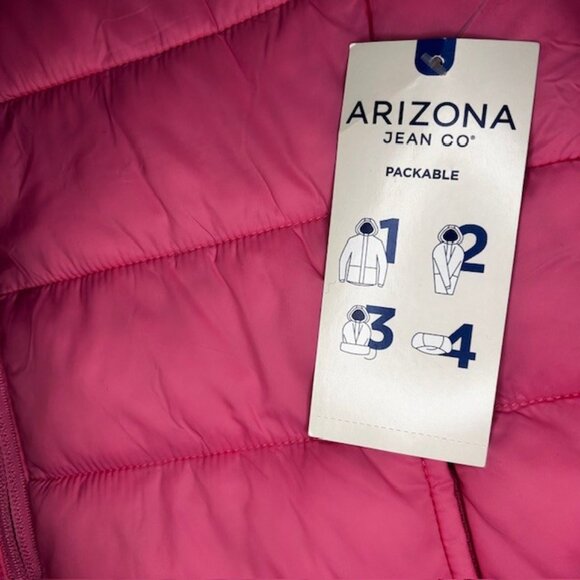 ARIZONA
JEAN CO®
PACKABLE
1 2
3 4